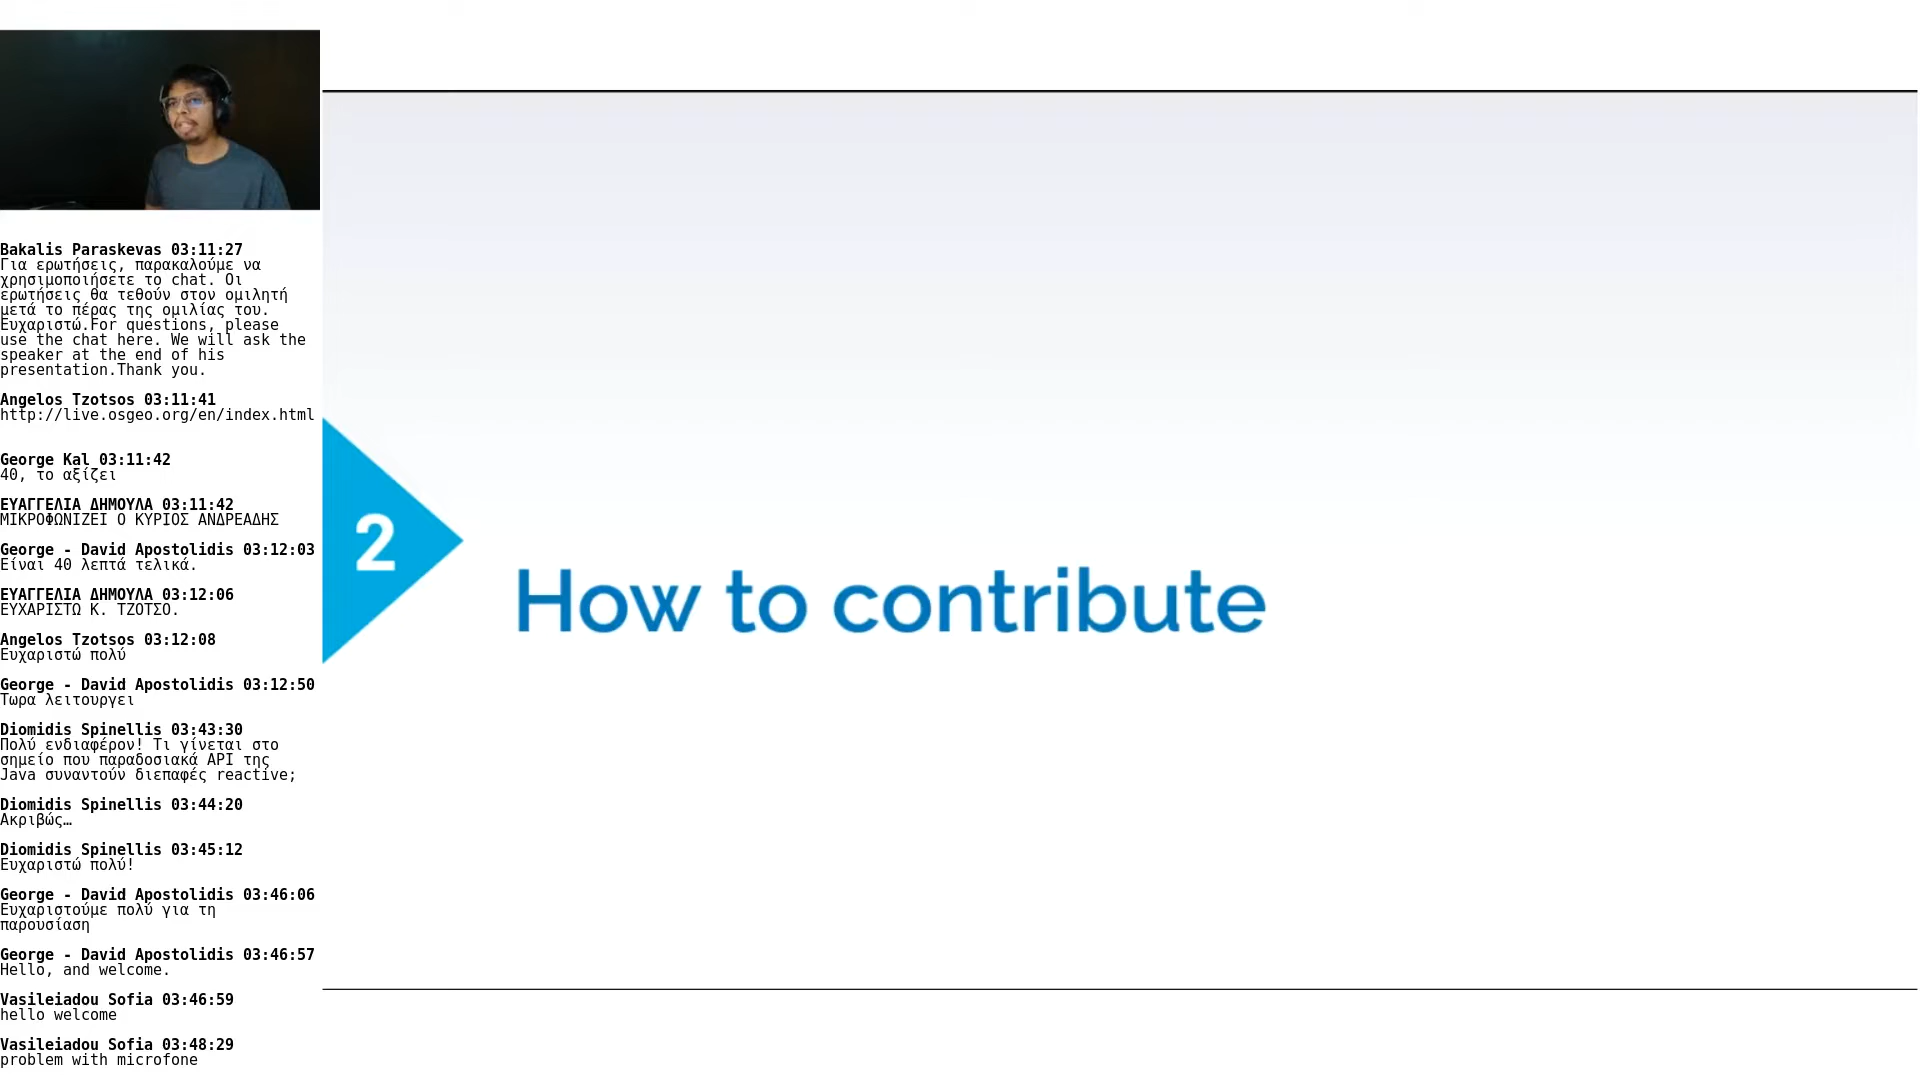 Bakalis Paraskevas 03:11:27
Για ερωτήσεις, παρακαλούμε να
χρησιμοποιήσετε το chat. Οι
ερωτήσεις θα τεθούν στον ομιλητή
μετά το πέρας της ομιλίας του.
Ευχαριστώ.For questions, please
use the chat here. We will ask the
speaker at the end of his
presentation.Thank you.
Angelos Tzotsos 03:11:41
http://live.osgeo.org/en/index.html
George Kal 03:11:42
40, το αξίζει
ΕΥΑΓΓΕΛΙΑ ΔΗΜΟΥΛΑ 03:11:42
ΜΙΚΡΟΦΩΝΙΖΕΙ Ο ΚΥΡΙΟΣ ΑΝΔΡΕΑΔΗΣ
George - David Apostolidis 03:12:03
Είναι 40 λεπτά τελικά.
ΕΥΑΓΓΕΛΙΑ ΔΗΜΟΥΛΑ 03:12:06
ΕΥΧΑΡΙΣΤΩ Κ. ΤΖΟΤΣΟ.
Angelos Tzotsos 03:12:08
Ευχαριστώ πολύ
George - David Apostolidis 03:12:50
Τωρα λειτουργει
Diomidis Spinellis 03:43:30
Πολύ ενδιαφέρον! Τι γίνεται στο
σημείο που παραδοσιακά API της
Java συναντούν διεπαφές reactive;
Diomidis Spinellis 03:44:20
Ακριβώς…
Diomidis Spinellis 03:45:12
Ευχαριστώ πολύ!
George - David Apostolidis 03:46:06
Ευχαριστούμε πολύ για τη
παρουσίαση
George - David Apostolidis 03:46:57
Hello, and welcome.
Vasileiadou Sofia 03:46:59
hello welcome
Vasileiadou Sofia 03:48:29
problem with microfone
2
How to contribute